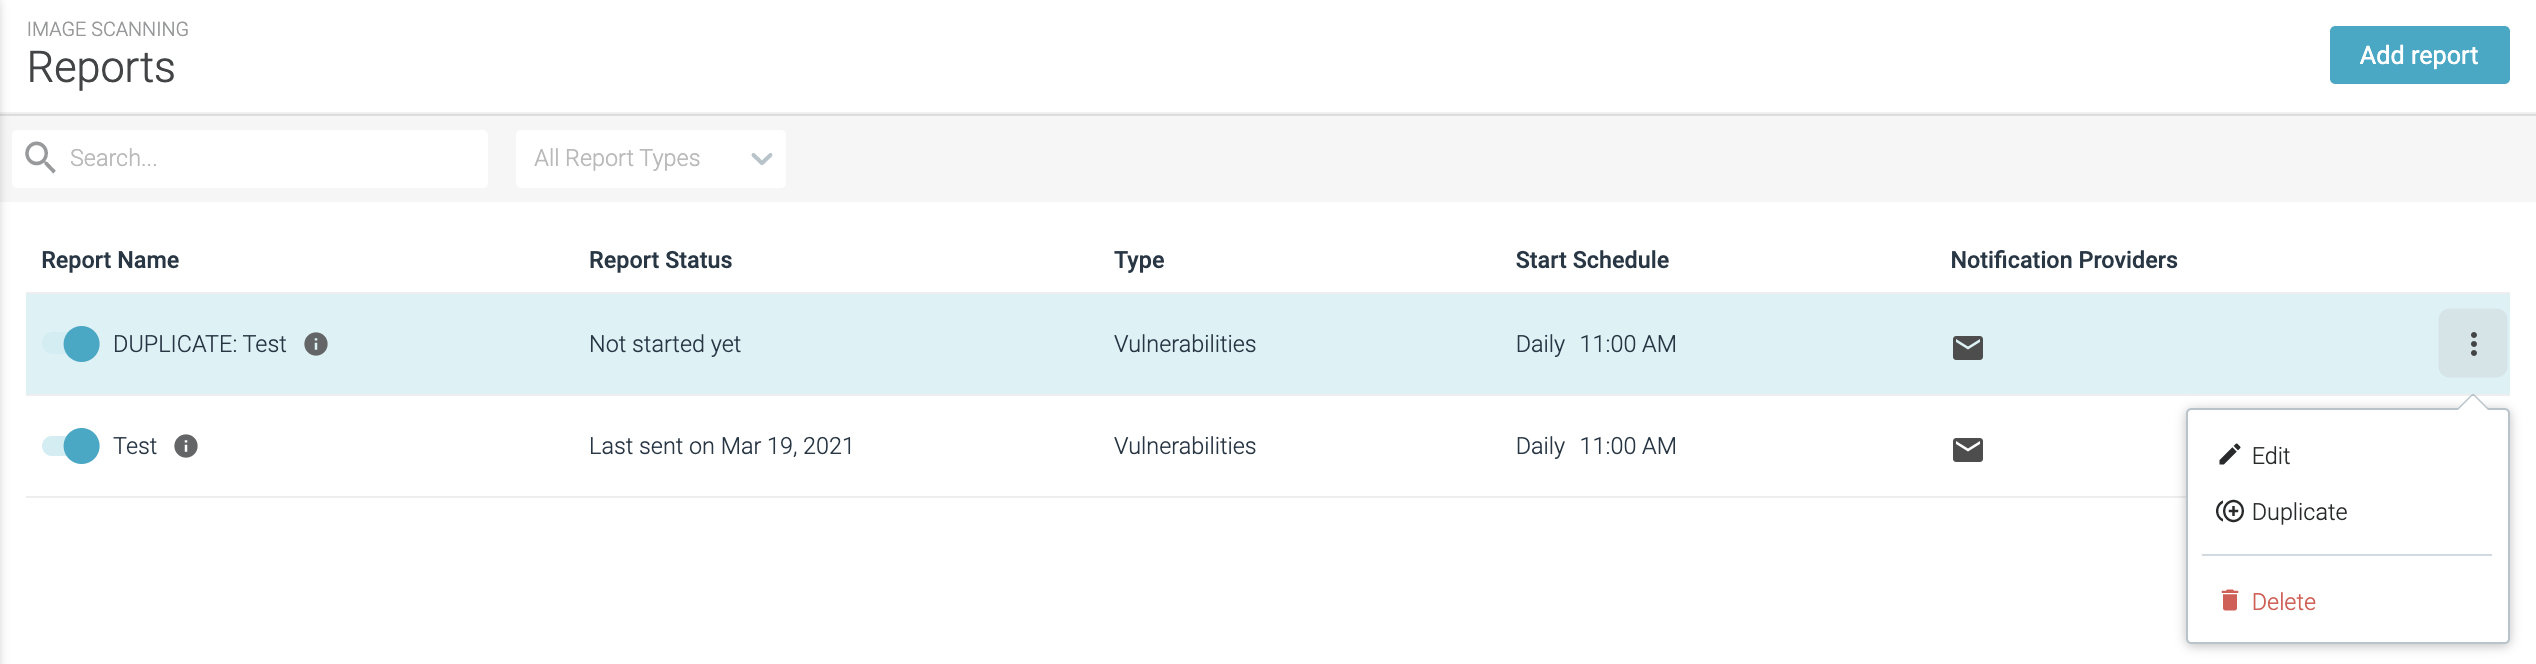 IMAGE SCANNING
Reports
Add report
Search...
All Report Types
Report Name Report Status Type Start Schedule Notification Providers
DUPLICATE: Test Not started yet Vulnerabilities Daily 11:00 AM
Test Last sent on Mar 19, 2021 Vulnerabilities Daily 11:00 AM
Edit
Duplicate
Delete